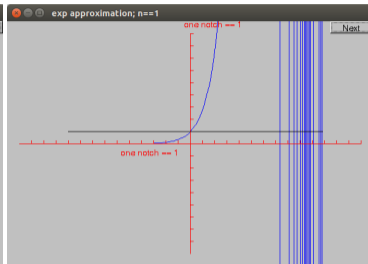 exp approximation; n==1
one notch == 1
Next
one notch == 1